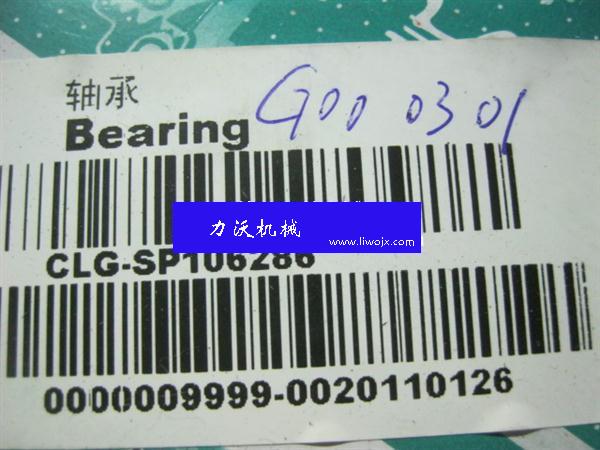 轴承
Bearing
G00 0301
力沃机械
www.liwojx.com
CLG-SP106286
0000009999-0020110126